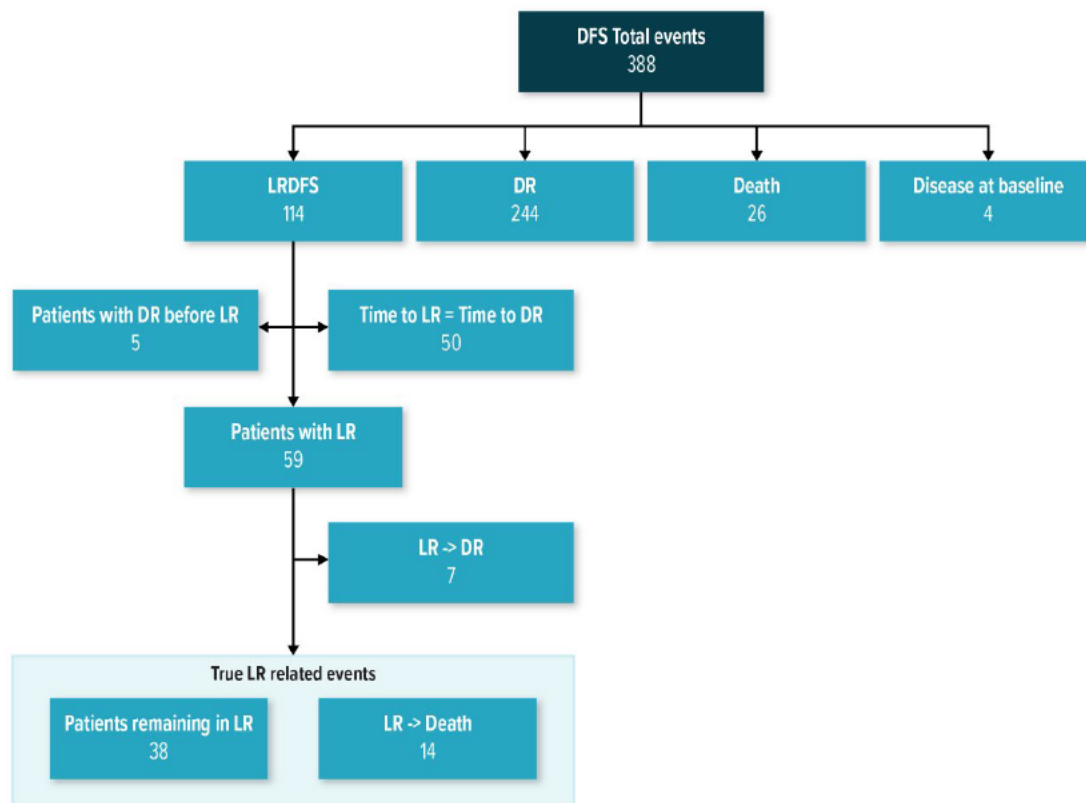 DFS Total events
388
LRDFS
114
DR
244
Death
26
Disease at baseline
4
Patients with DR before LR
5
Time to LR = Time to DR
50
Patients with LR
59
LR -> DR
7
True LR related events
Patients remaining in LR
38
LR -> Death
14